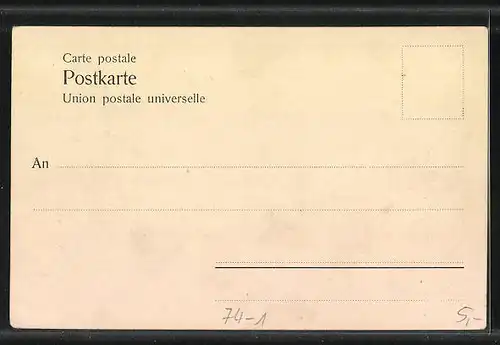 Carte postale
Postkarte
Union postale universelle
An
74-1
5,-